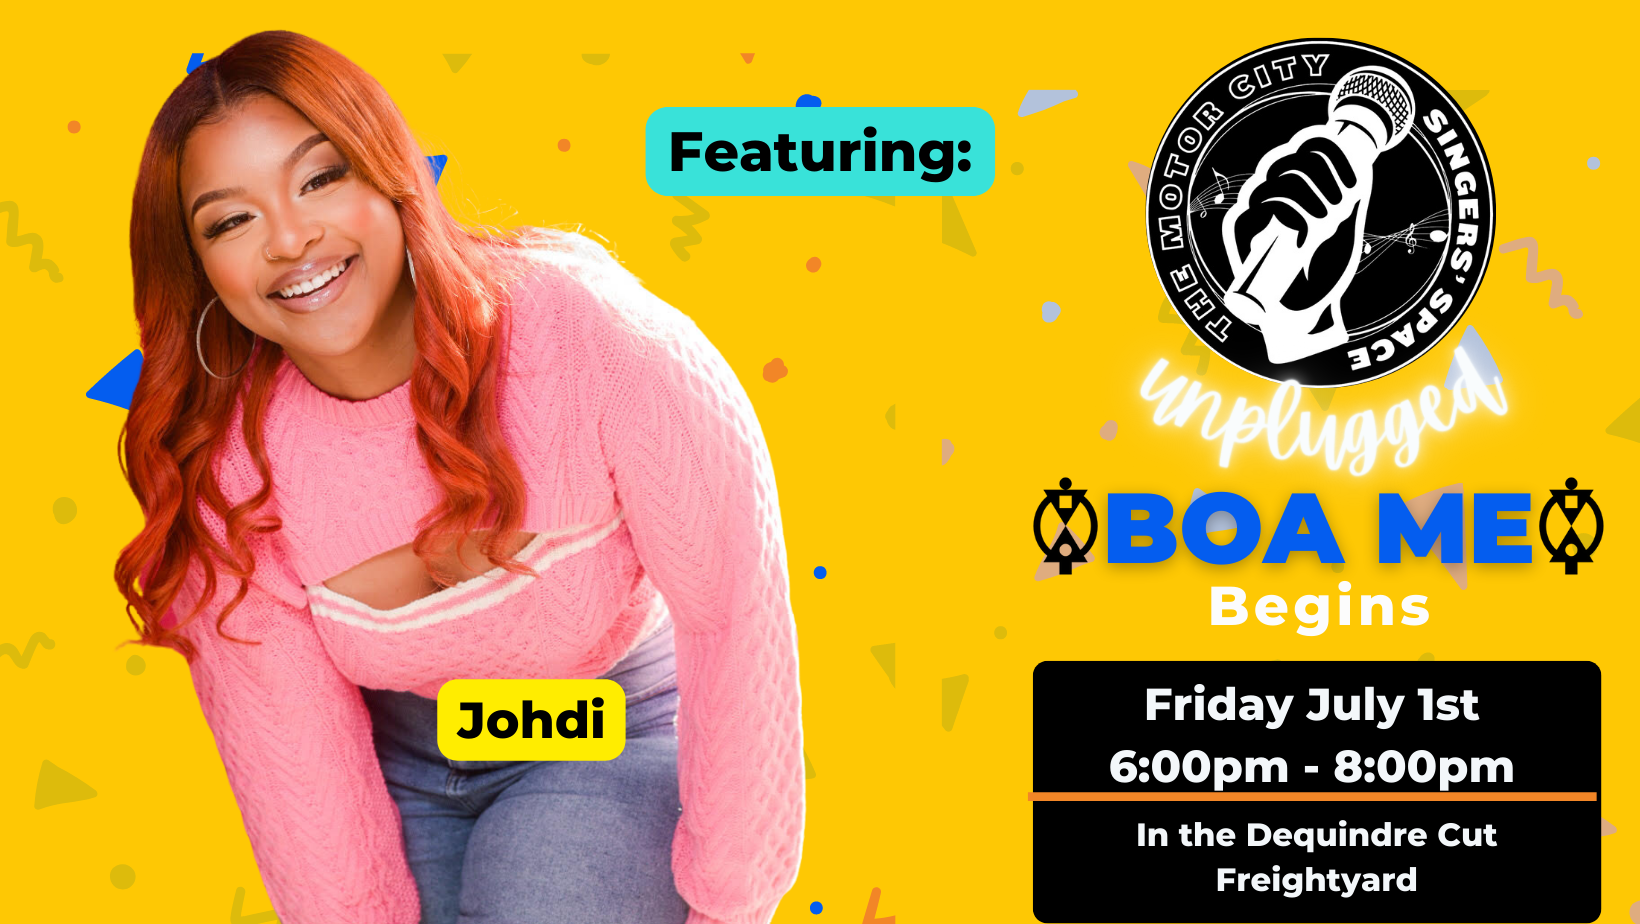 Featuring:
THE MOTOR CITY
SINGERS' SPACE
unplugged
BOA ME
Begins
Johdi
Friday July 1st
6:00pm - 8:00pm
In the Dequindre Cut
Freightyard